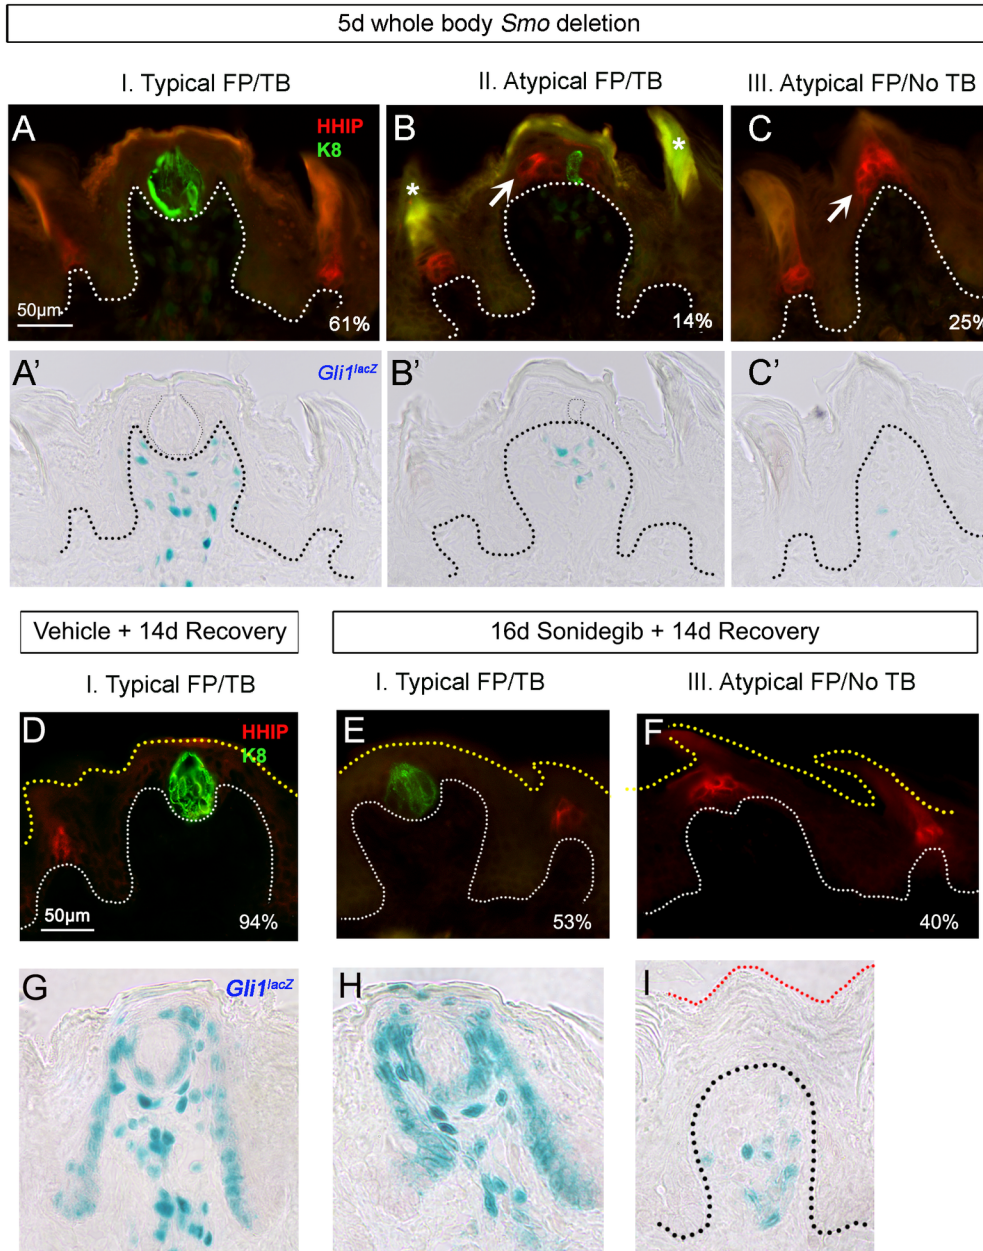 5d whole body Smo deletion
I. Typical FP/TB
II. Atypical FP/TB
III. Atypical FP/No TB
A
HHIP
K8
50µm
61%
B
*
*
14%
C
25%
A'
Gli1lacZ
B'
C'
Vehicle + 14d Recovery
16d Sonidegib + 14d Recovery
I. Typical FP/TB
I. Typical FP/TB
III. Atypical FP/No TB
D
HHIP
K8
50µm
94%
E
53%
F
40%
G
Gli1lacZ
H
I